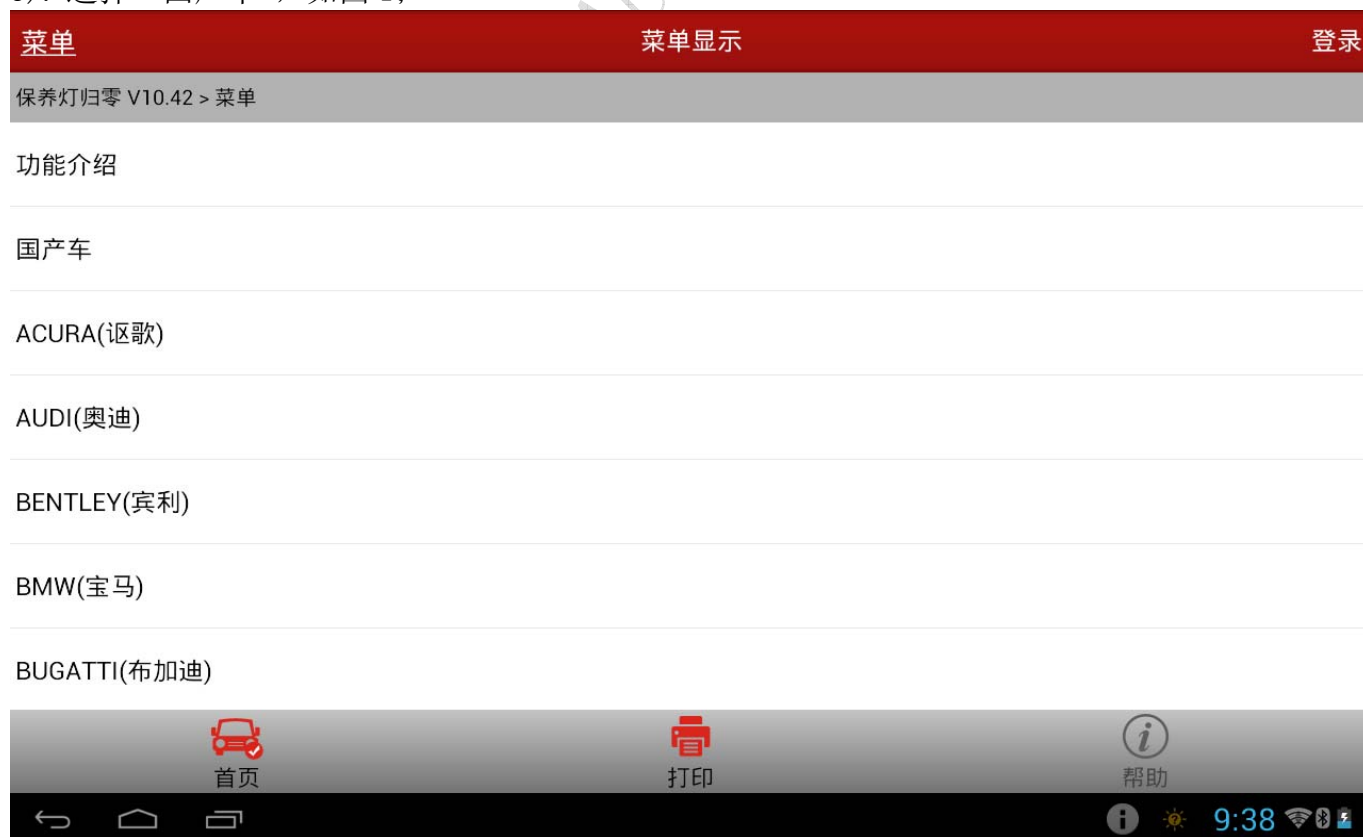 菜单 菜单显示 登录
保养灯归零 V10.42 > 菜单
功能介绍
国产车
ACURA(讴歌)
AUDI(奥迪)
BENTLEY(宾利)
BMW(宝马)
BUGATTI(布加迪)
首页 打印 帮助
9:38